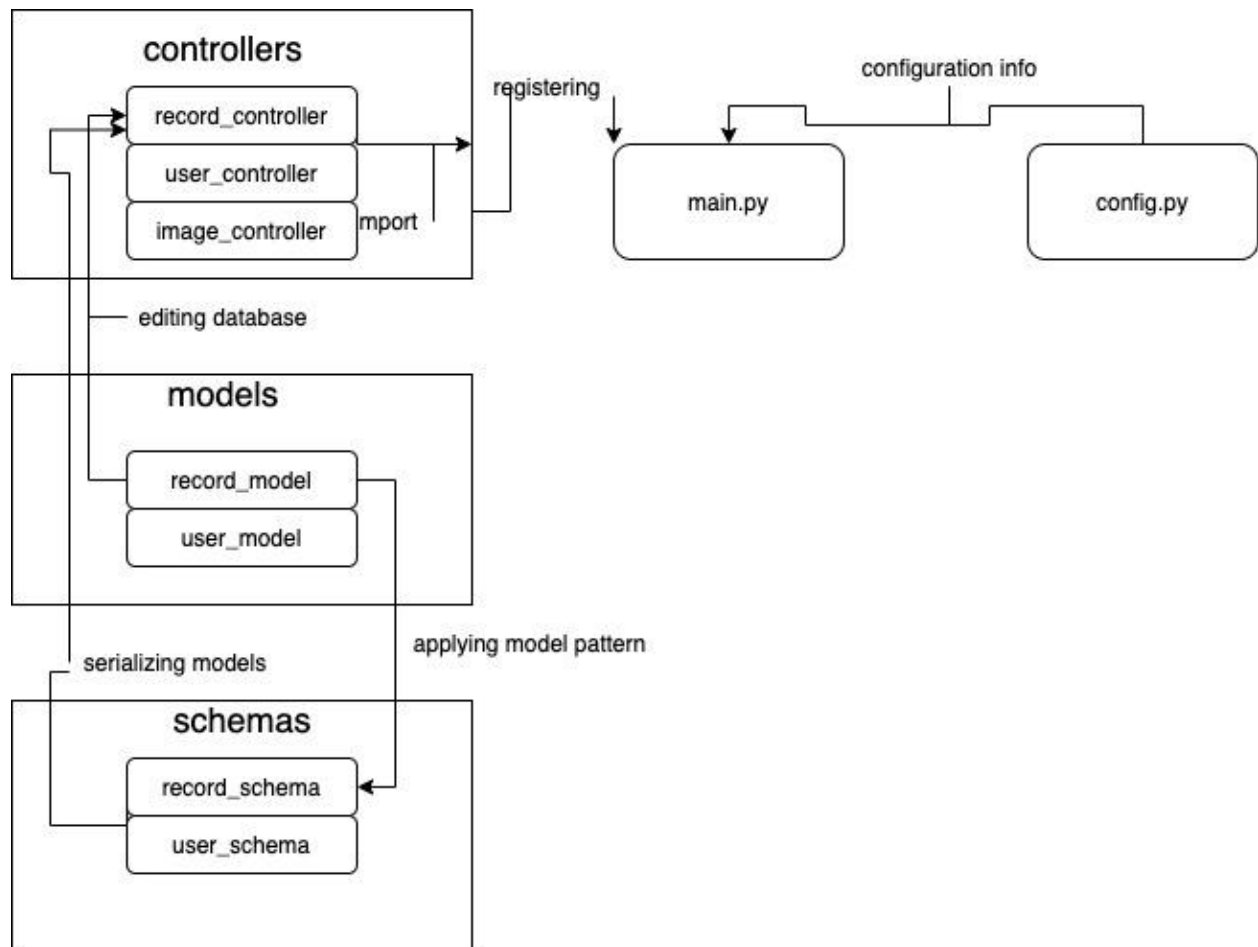 controllers
record_controller
user_controller
image_controller
mport
registering
configuration info
main.py
config.py
editing database
models
record_model
user_model
applying model pattern
serializing models
schemas
record_schema
user_schema